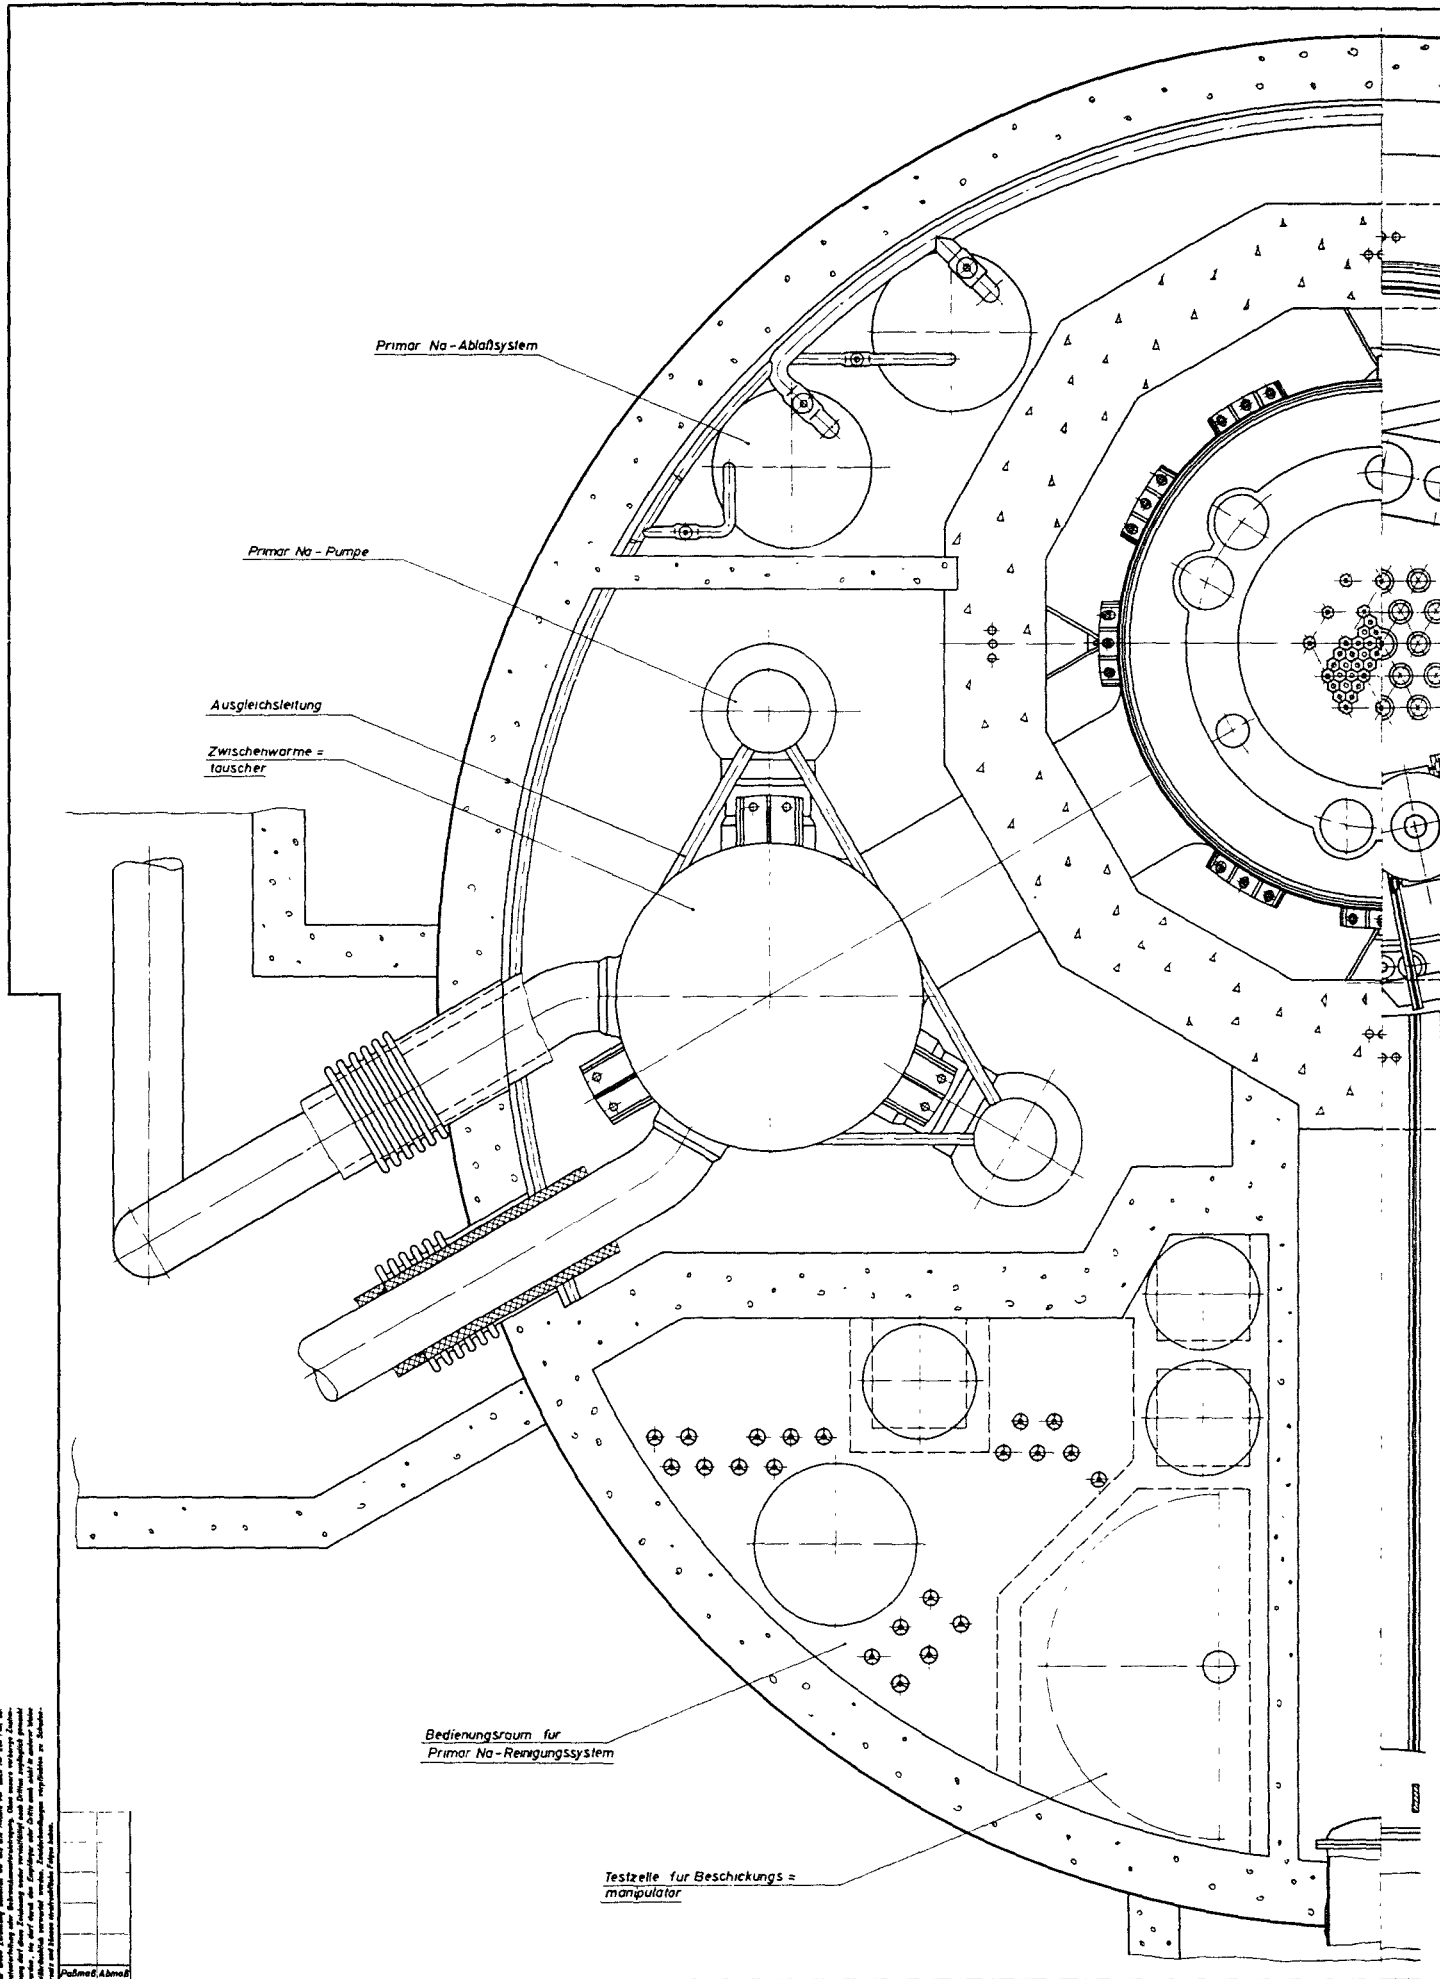 Primar Na-Ablaßsystem
Primar Na-Pumpe
Ausgleichsleitung
Zwischenwarme =
tauscher
Bedienungsraum fur
Primar Na-Reinigungssystem
Testzelle fur Beschickungs =
manipulator
Paßmaß Abmaß